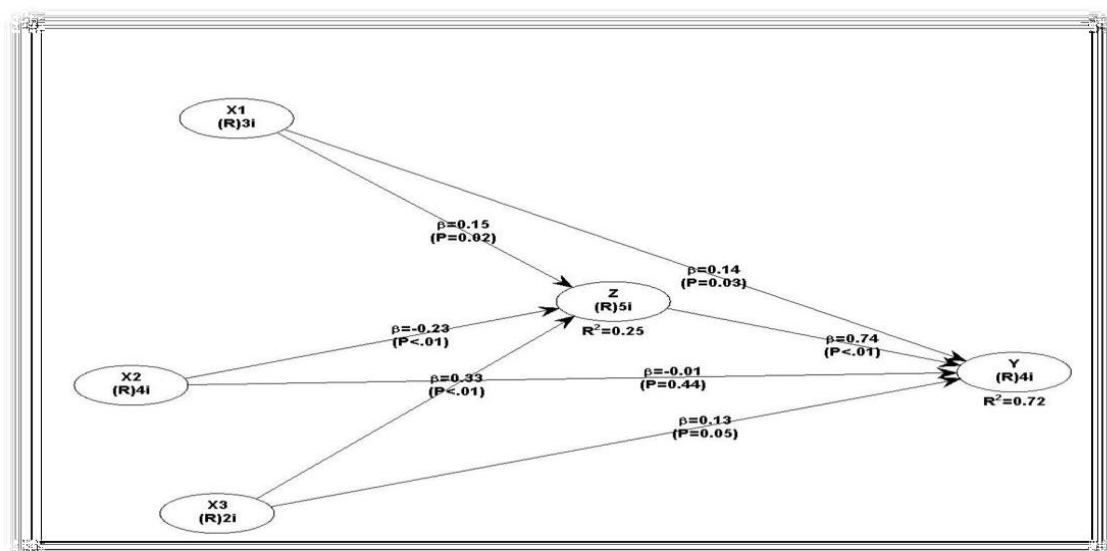 X1
(R)3i
β=0.15
(P=0.02)
β=0.14
(P=0.03)
Z
(R)5i
R²=0.25
β=-0.23
(P<.01)
β=0.74
(P<.01)
X2
(R)4i
β=0.33
(P<.01)
β=-0.01
(P=0.44)
Y
(R)4i
R²=0.72
β=0.13
(P=0.05)
X3
(R)2i